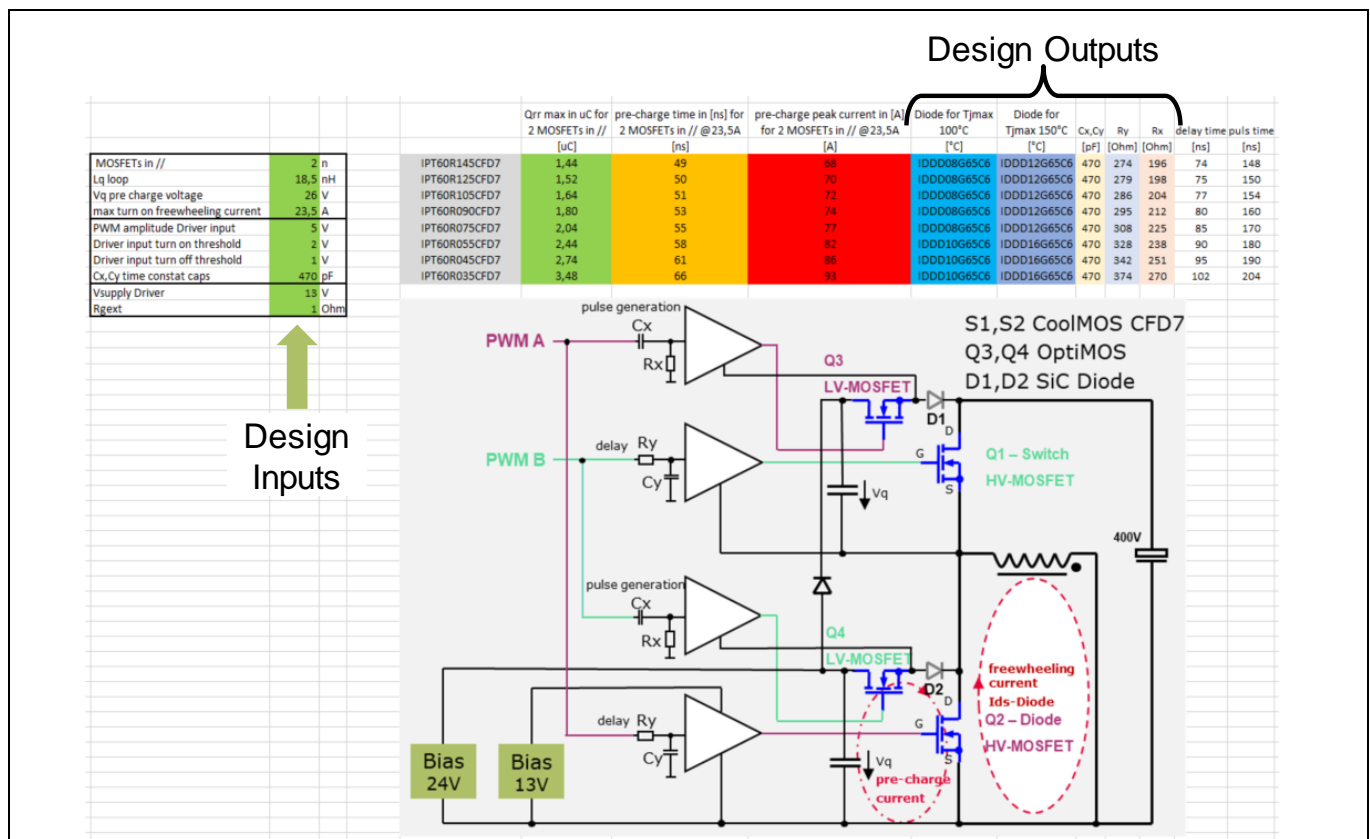 Design Outputs
Qrr max in uC for 2 MOSFETs in // pre-charge time in [ns] for 2 MOSFETs in // @23,5A pre-charge peak current in [A] for 2 MOSFETs in // @23,5A Diode for Tjmax 100°C Diode for Tjmax 150°C Cx,Cy Ry Rx delay time puls time
[uC] [ns] [A] [°C] [°C] [pF] [Ohm] [Ohm] [ns] [ns]
MOSFETs in // 2 n IPT60R145CFD7 1,44 49 68 IDDD08G65C6 IDDD12G65C6 470 274 196 74 148
Lq loop 18,5 nH IPT60R125CFD7 1,52 50 70 IDDD08G65C6 IDDD12G65C6 470 279 198 75 150
Vq pre charge voltage 26 V IPT60R105CFD7 1,64 51 72 IDDD08G65C6 IDDD12G65C6 470 286 204 77 154
max turn on freewheeling current 23,5 A IPT60R090CFD7 1,80 53 74 IDDD08G65C6 IDDD12G65C6 470 295 212 80 160
PWM amplitude Driver input 5 V IPT60R075CFD7 2,04 55 77 IDDD08G65C6 IDDD12G65C6 470 308 225 85 170
Driver input turn on threshold 2 V IPT60R055CFD7 2,44 58 82 IDDD10G65C6 IDDD16G65C6 470 328 238 90 180
Driver input turn off threshold 1 V IPT60R045CFD7 2,74 61 86 IDDD10G65C6 IDDD16G65C6 470 342 251 95 190
Cx,Cy time constat caps 470 pF IPT60R035CFD7 3,48 66 93 IDDD10G65C6 IDDD16G65C6 470 374 270 102 204
Vsupply Driver 13 V
Rgext 1 Ohm
Design
Inputs
pulse generation
Cx
PWM A
Rx
S1,S2 CoolMOS CFD7
Q3,Q4 OptiMOS
D1,D2 SiC Diode
Q3
LV-MOSFET
D1
D
delay Ry
PWM B
Cy
G
S
Q1 – Switch
HV-MOSFET
Vq
400V
pulse generation
Cx
Rx
Q4
LV-MOSFET
D2
D
freewheeling
current
Ids-Diode
Q2 – Diode
HV-MOSFET
delay Ry
Cy
G
S
Vq
pre-charge
current
Bias
24V
Bias
13V